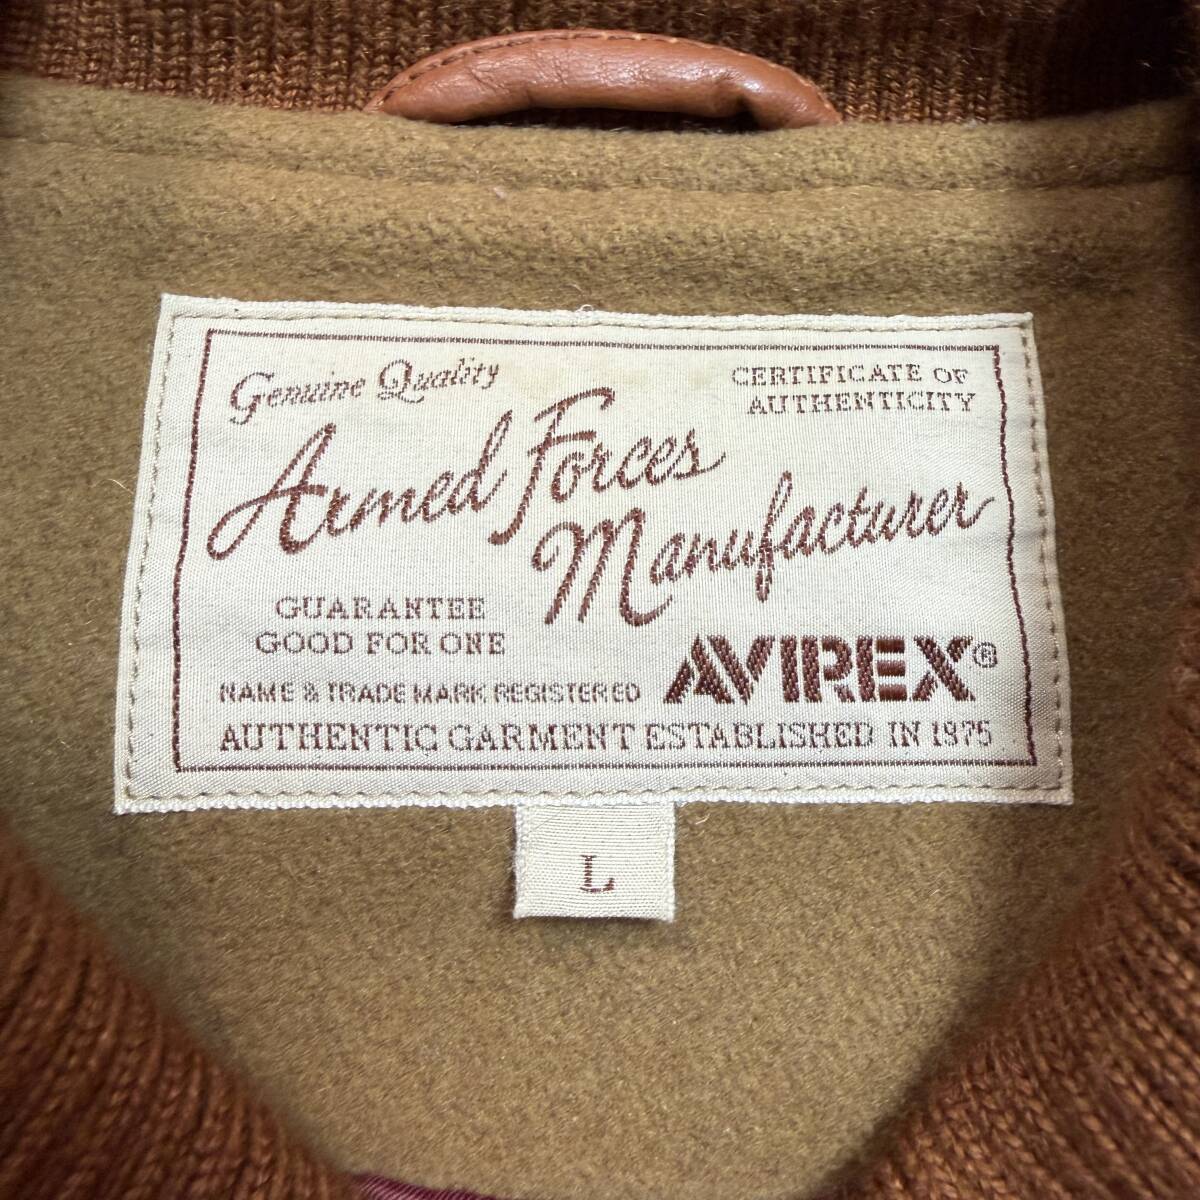 Genuine Quality
CERTIFICATE OF
AUTHENTICITY
Armed Forces
Manufacturer
GUARANTEE
GOOD FOR ONE
AVIREX®
NAME & TRADE MARK REGISTERED
AUTHENTIC GARMENT ESTABLISHED IN 1975
L